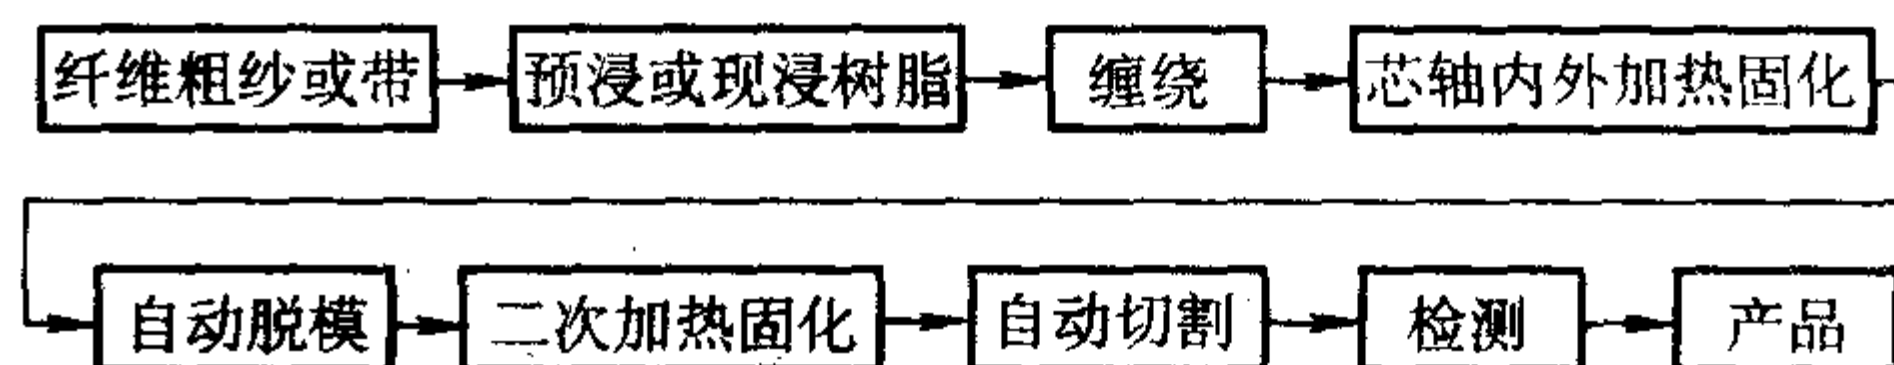 纤维粗纱或带 预浸或现浸树脂 缠绕 芯轴内外加热固化
自动脱模 二次加热固化 自动切割 检测 产品